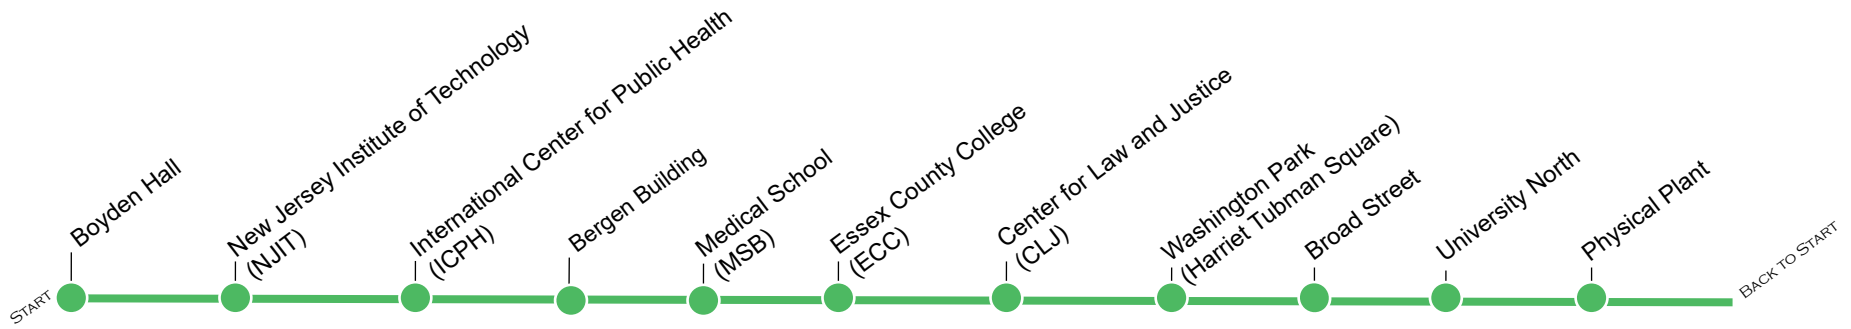 START
Boyden Hall
New Jersey Institute of Technology
(NJIT)
International Center for Public Health
(ICPH)
Bergen Building
Medical School
(MSB)
Essex County College
(ECC)
Center for Law and Justice
(CLJ)
Washington Park
(Harriet Tubman Square)
Broad Street
University North
Physical Plant
BACK TO START